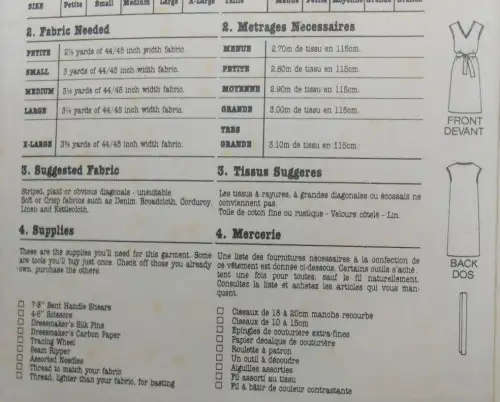 SIZE Petite Small Medium Large X-Large
2. Fabric Needed
PETITE 2⅞ yards of 44/45 inch width fabric.
SMALL 3 yards of 44/45 inch width fabric.
MEDIUM yards of 44/45 inch width fabric.
LARGE yards of 44/45 inch width fabric.
X-LARGE yards of 44/45 inch width fabric.
3. Suggested Fabric
Striped, plaid or obvious diagonals - unsuitable.
Soft or Crisp fabrics such as Denim, Broadcloth, Corduroy,
Linen and Kettlecloth.
4. Supplies
These are the supplies you'll need for this garment. Some
are tools you'll buy just once. Check off those you already
own, purchase the others.
7-8" Bent Handle Shears
4-6" Scissors
Dressmaker's Silk Pins
Dressmaker's Carbon Paper
Tracing Wheel
Seam Ripper
Assorted Needles
Thread to match your fabric
Thread, lighter than your fabric, for basting
2. Metrages Necessaires
MENUE 2.70m de tissu en 115cm.
PETITE 2.80m de tissu en 115cm.
MOYENNE 2.90m de tissu en 115cm.
GRANDE 3.00m de tissu en 115cm.
TRES
GRANDE 3.10m de tissu en 115cm.
3. Tissus Suggeres
Les tissus à rayures, à grandes diagonales ou écossais ne
conviennent pas.
Toile de coton fine ou rustique - Velours côtelé - Lin.
4. Mercerie
Une liste des fournitures nécessaires à la confection de
ce vêtement est donnée ci-dessous. Certains outils s'achè
tent une fois pour toutes, sauf le fil naturellement.
Consultez la liste et achetez les articles qui vous man-
quent.
Ciseaux de 18 à 20cm manche recourbé
Ciseaux de 10 à 15cm
Epingles de couturière extra-fines
Papier décalque de couturière
Roulette à patron
Un outil à découdre
Aiguilles assorties
Fil assorti au tissu
Fil à bâtir de couleur contrastante
FRONT
DEVANT
BACK
DOS